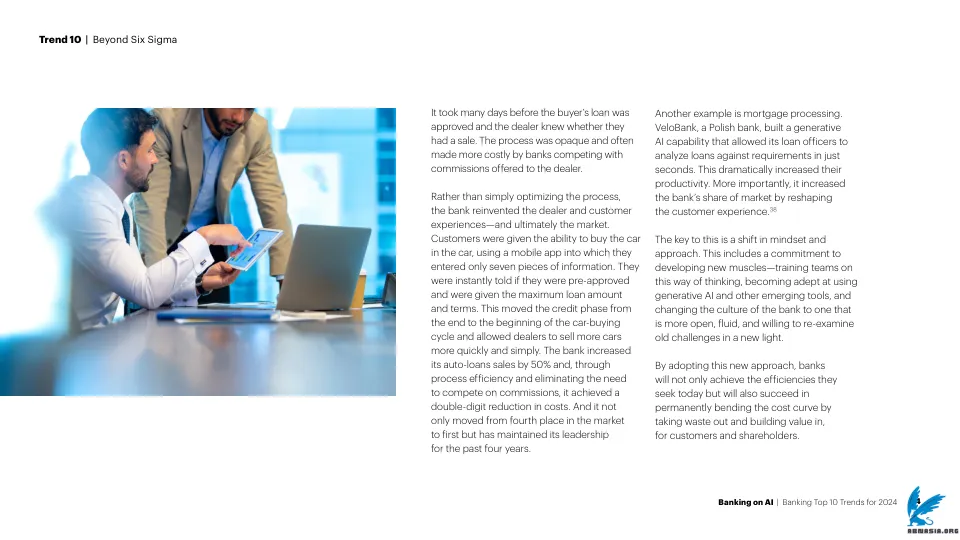 Trend 10 | Beyond Six Sigma
It took many days before the buyer's loan was
approved and the dealer knew whether they
had a sale. The process was opaque and often
made more costly by banks competing with
commissions offered to the dealer.
Rather than simply optimizing the process,
the bank reinvented the dealer and customer
experiences—and ultimately the market.
Customers were given the ability to buy the car
in the car, using a mobile app into which they
entered only seven pieces of information. They
were instantly told if they were pre-approved
and were given the maximum loan amount
and terms. This moved the credit phase from
the end to the beginning of the car-buying
cycle and allowed dealers to sell more cars
more quickly and simply. The bank increased
its auto-loans sales by 50% and, through
process efficiency and eliminating the need
to compete on commissions, it achieved a
double-digit reduction in costs. And it not
only moved from fourth place in the market
to first but has maintained its leadership
for the past four years.
Another example is mortgage processing.
VeloBank, a Polish bank, built a generative
AI capability that allowed its loan officers to
analyze loans against requirements in just
seconds. This dramatically increased their
productivity. More importantly, it increased
the bank's share of market by reshaping
the customer experience.38
The key to this is a shift in mindset and
approach. This includes a commitment to
developing new muscles—training teams on
this way of thinking, becoming adept at using
generative AI and other emerging tools, and
changing the culture of the bank to one that
is more open, fluid, and willing to re-examine
old challenges in a new light.
By adopting this new approach, banks
will not only achieve the efficiencies they
seek today but will also succeed in
permanently bending the cost curve by
taking waste out and building value in,
for customers and shareholders.
Banking on AI | Banking Top 10 Trends for 2024
ABNASIA.ORG